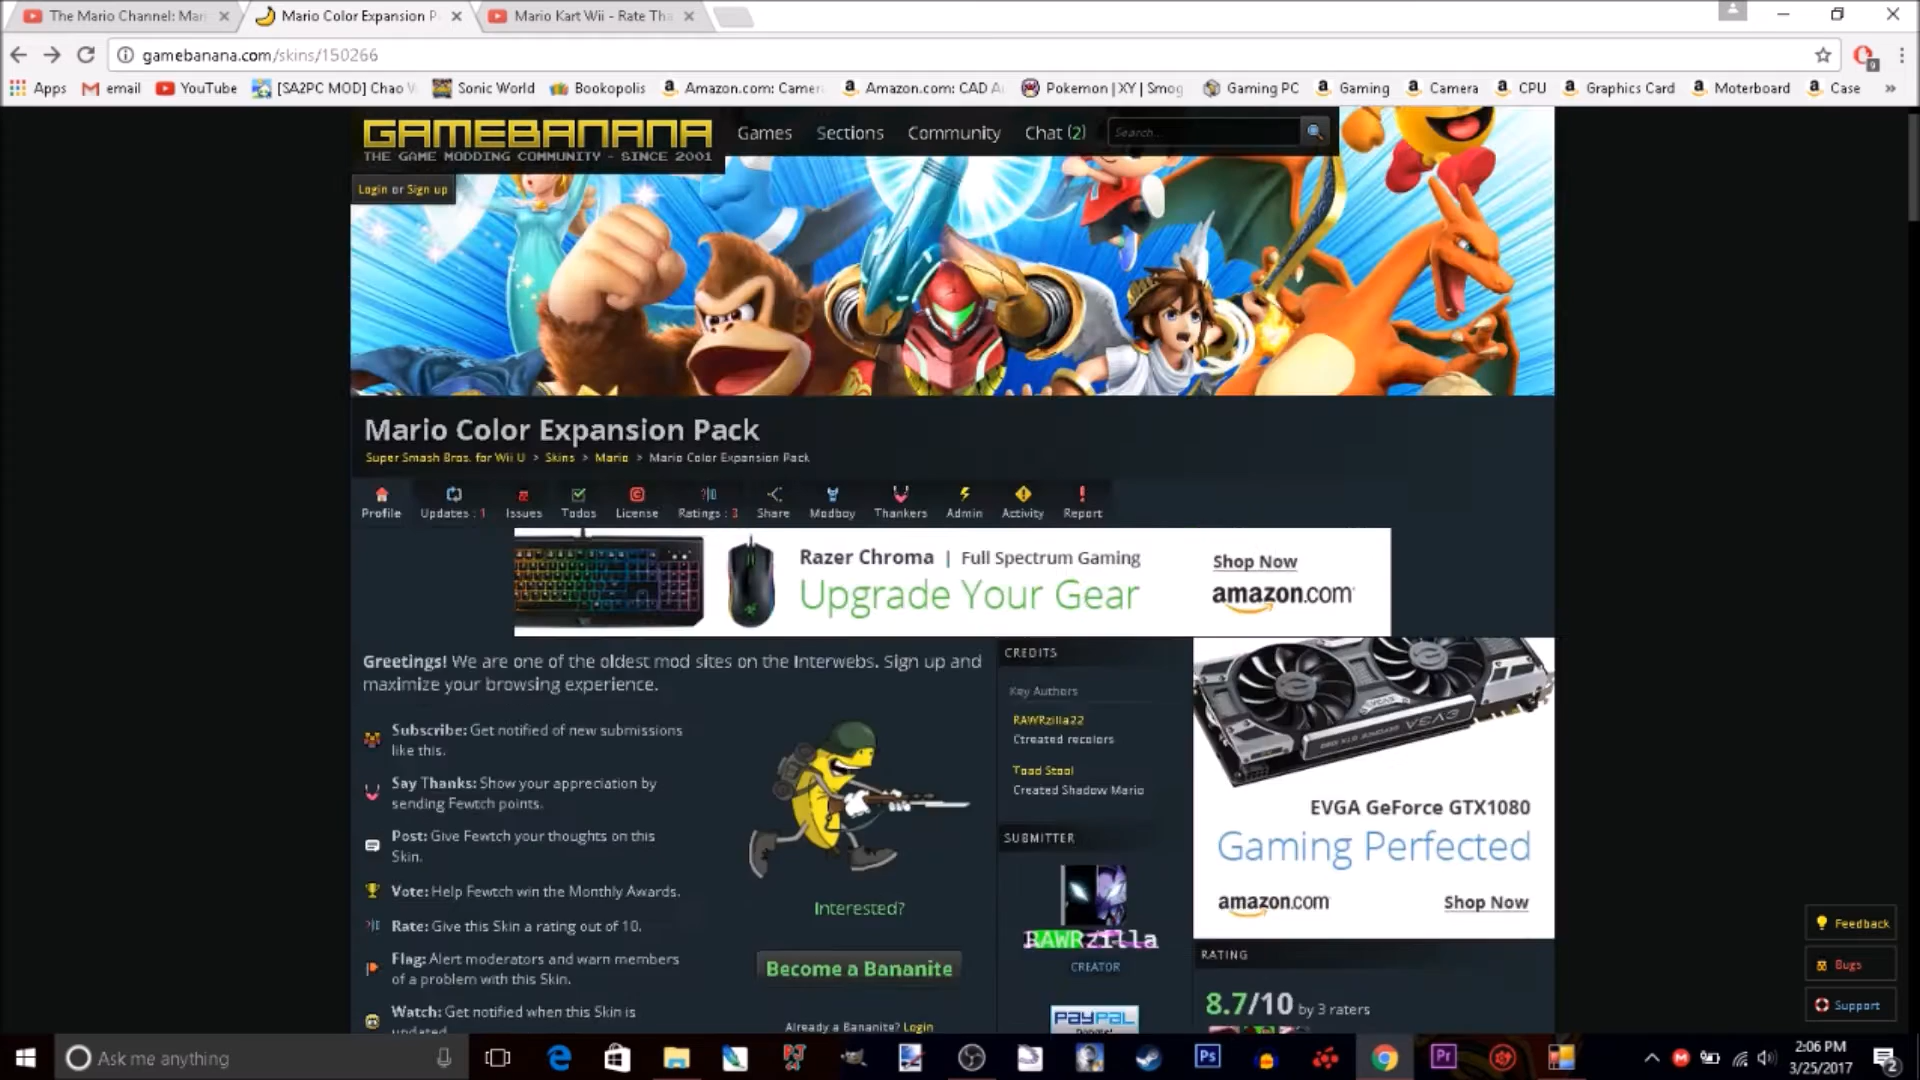 The Mario Channel: Mari
Mario Color Expansion P
Mario Kart Wii - Rate Tha
gamebanana.com/skins/150266
9
Apps
email
YouTube
[SA2PC MOD] Chao W
Sonic World
Bookopolis
Amazon.com: Camera
Amazon.com: CAD A
Pokemon | XY | Smog
Gaming PC
Gaming
Camera
CPU
Graphics Card
Moterboard
Case
»
GAMEBANANA
THE GAME MODDING COMMUNITY - SINCE 2001
Games
Sections
Community
Chat (2)
Search...
Login or Sign up
Mario Color Expansion Pack
Super Smash Bros. for Wii U > Skins > Mario > Mario Color Expansion Pack
Profile
Updates : 1
Issues
Todos
License
Ratings : 3
Share
Modboy
Thankers
Admin
Activity
Report
Razer Chroma | Full Spectrum Gaming
Upgrade Your Gear
Shop Now
amazon.com
Greetings! We are one of the oldest mod sites on the Interwebs. Sign up and
maximize your browsing experience.
Subscribe: Get notified of new submissions
like this.
Say Thanks: Show your appreciation by
sending Fewtch points.
Post: Give Fewtch your thoughts on this
Skin.
Vote: Help Fewtch win the Monthly Awards.
Rate: Give this Skin a rating out of 10.
Flag: Alert moderators and warn members
of a problem with this Skin.
Watch: Get notified when this Skin is
updated.
Interested?
Become a Bananite
Already a Bananite? Login
CREDITS
Key Authors
RAWRzilla22
Ctreated recolors
Toad Stool
Created Shadow Mario
SUBMITTER
RAWRzilla
CREATOR
PAYPAL
Donate!
EVGA GeForce GTX1080
Gaming Perfected
amazon.com
Shop Now
RATING
8.7/10 by 3 raters
Feedback
Bugs
Support
Ask me anything
Ps
Pr
2:06 PM
3/25/2017
2